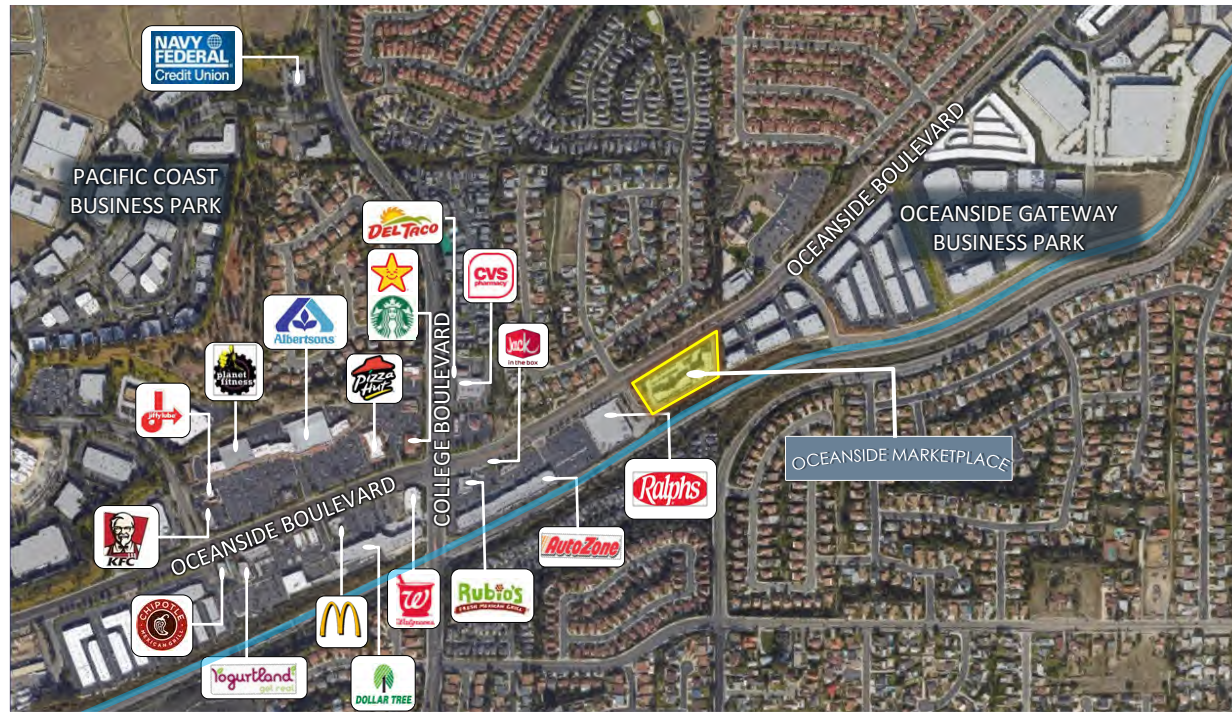 NAVY
FEDERAL
Credit Union
PACIFIC COAST
BUSINESS PARK
DEL TACO
CVS
pharmacy
Albertsons
planet
fitness
Pizza
Hut
Jack
in the box
jiffy lube
COLLEGE BOULEVARD
OCEANSIDE BOULEVARD
OCEANSIDE GATEWAY
BUSINESS PARK
OCEANSIDE MARKETPLACE
Ralphs
AutoZone
KFC
OCEANSIDE BOULEVARD
CHIPOTLE
MEXICAN GRILL
Yogurtland
get real
M
DOLLAR TREE
W
Walgreens
Rubio's
FRESH MEXICAN GRILL